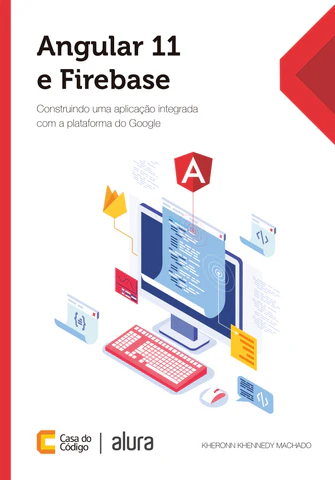 Angular 11
e Firebase
Construindo uma aplicação integrada
com a plataforma do Google
A
</>
{a}
Casa do
Código
alura
KHERONN KHENNEDY MACHADO